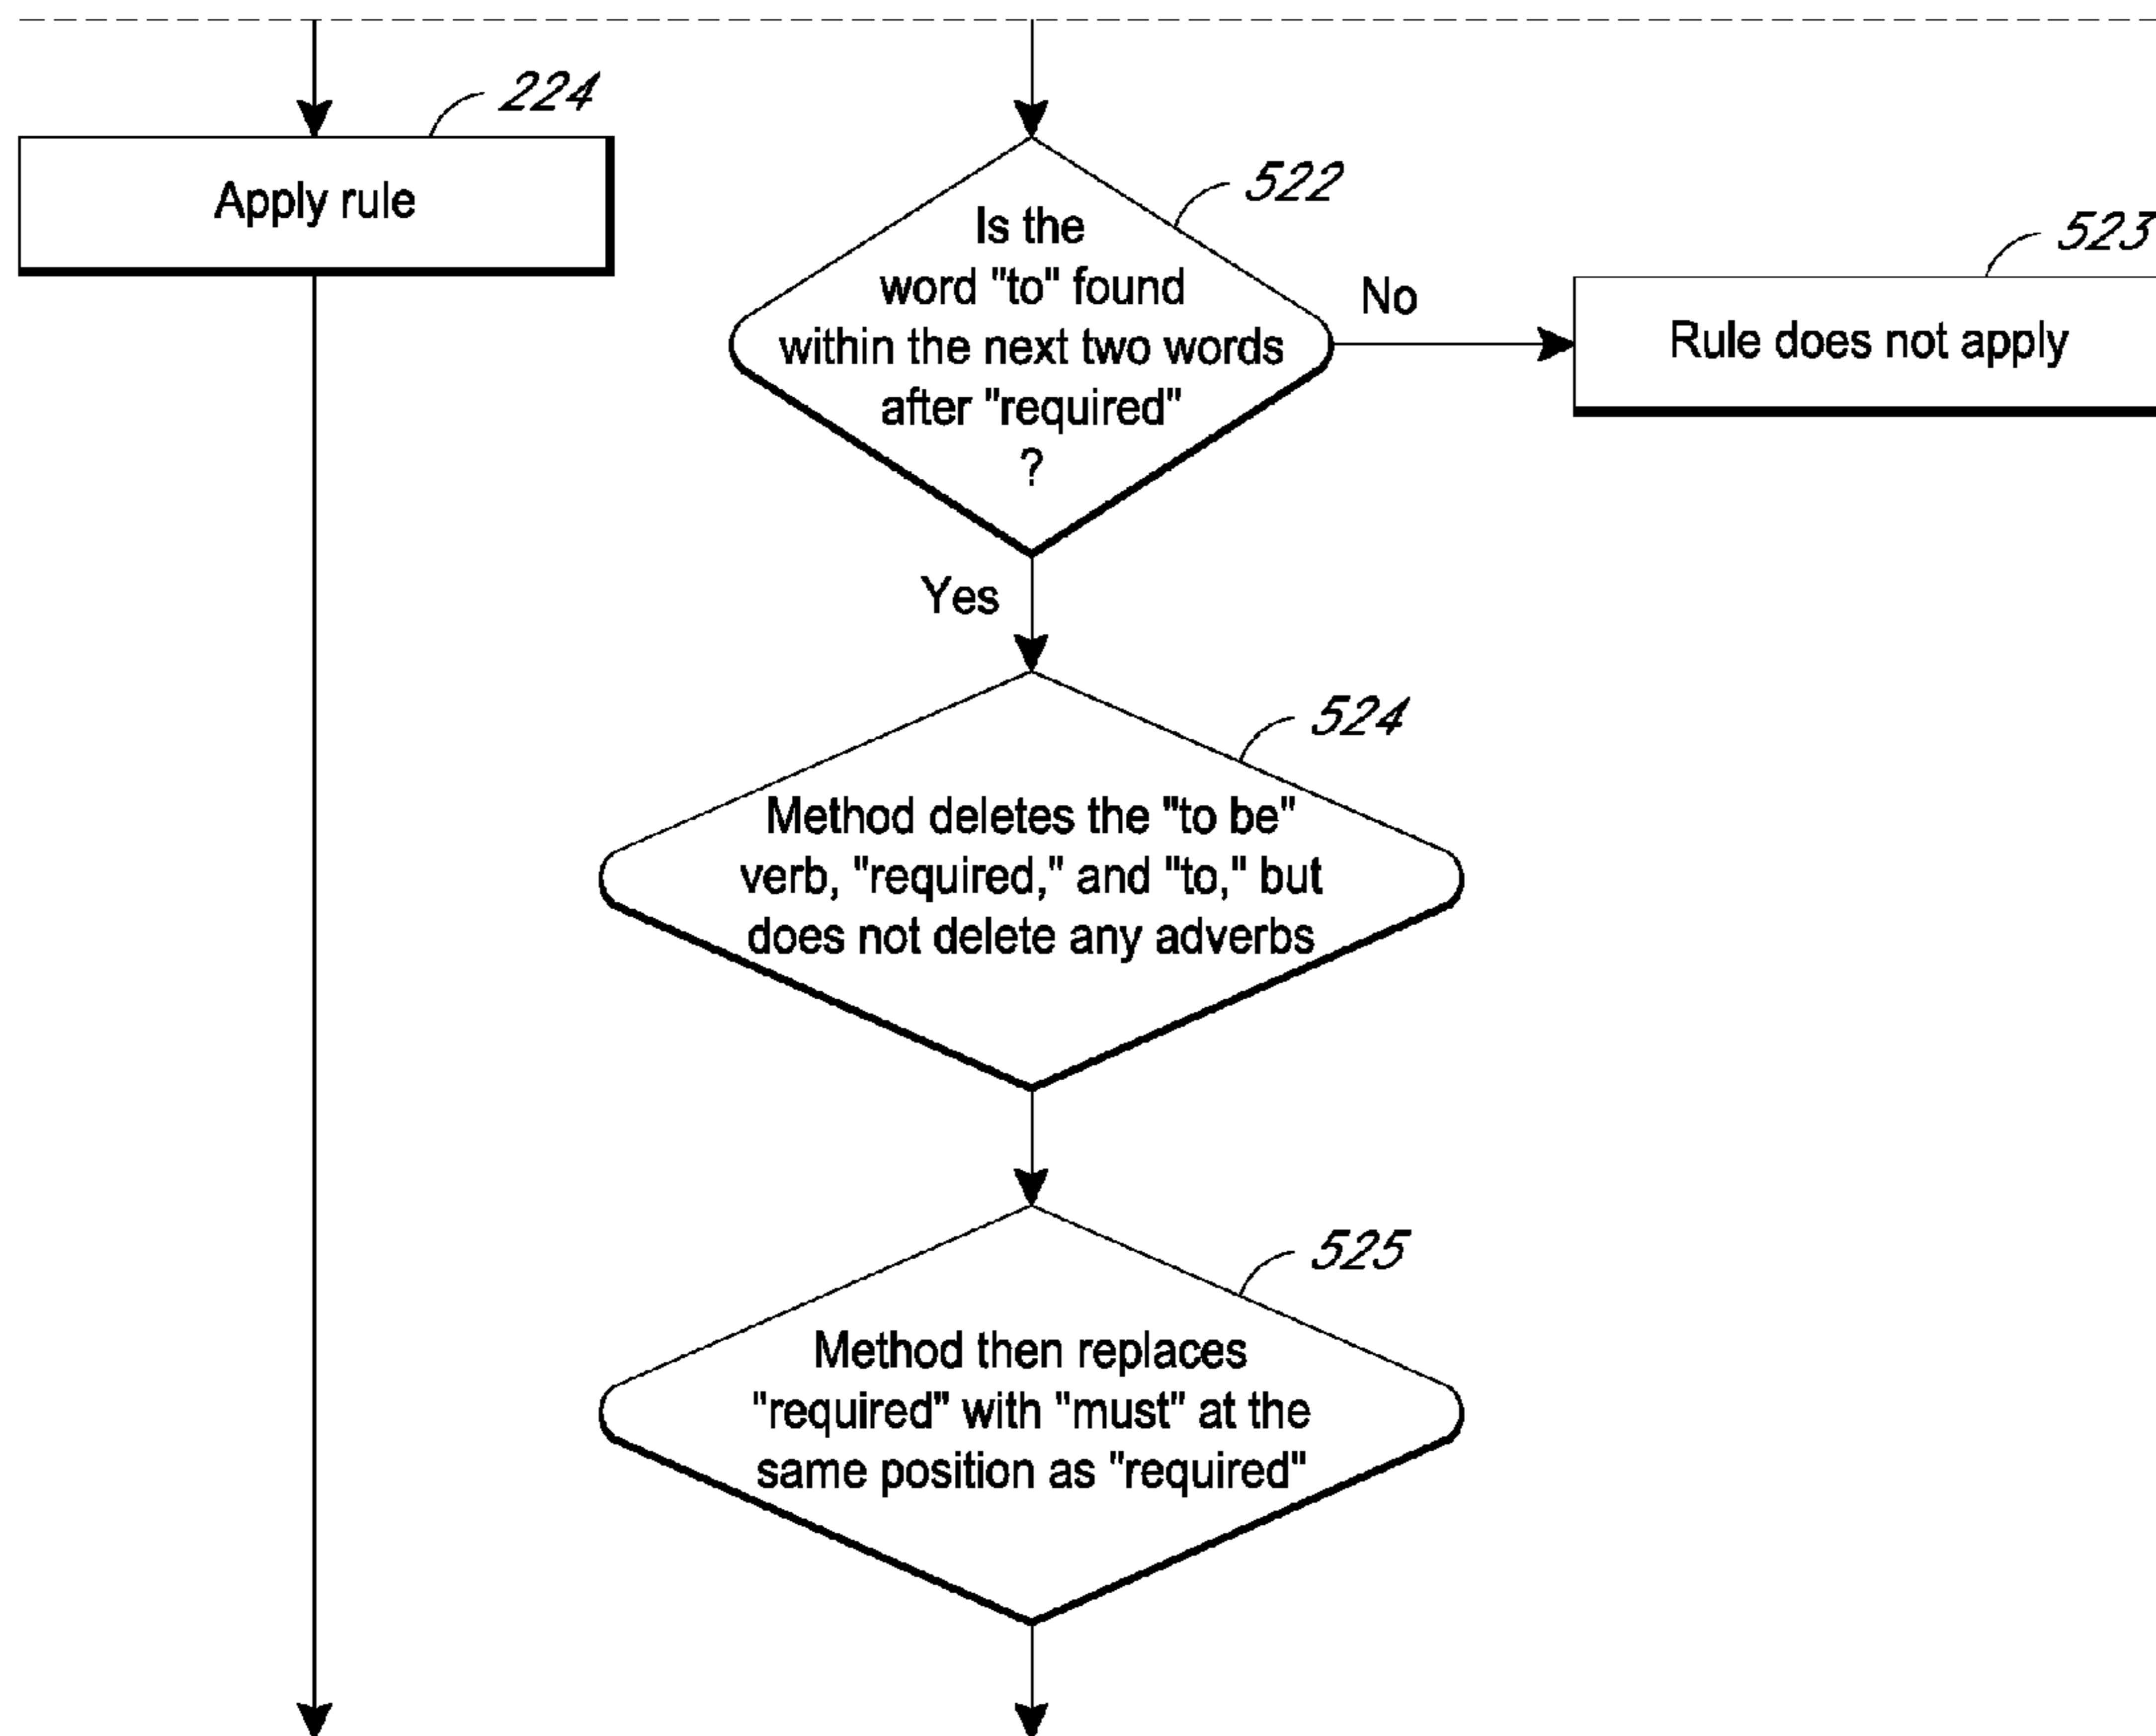 224
Apply rule
522
Is the
word "to" found
within the next two words
after "required"
?
No
523
Rule does not apply
Yes
524
Method deletes the "to be"
verb, "required," and "to," but
does not delete any adverbs
525
Method then replaces
"required" with "must" at the
same position as "required"